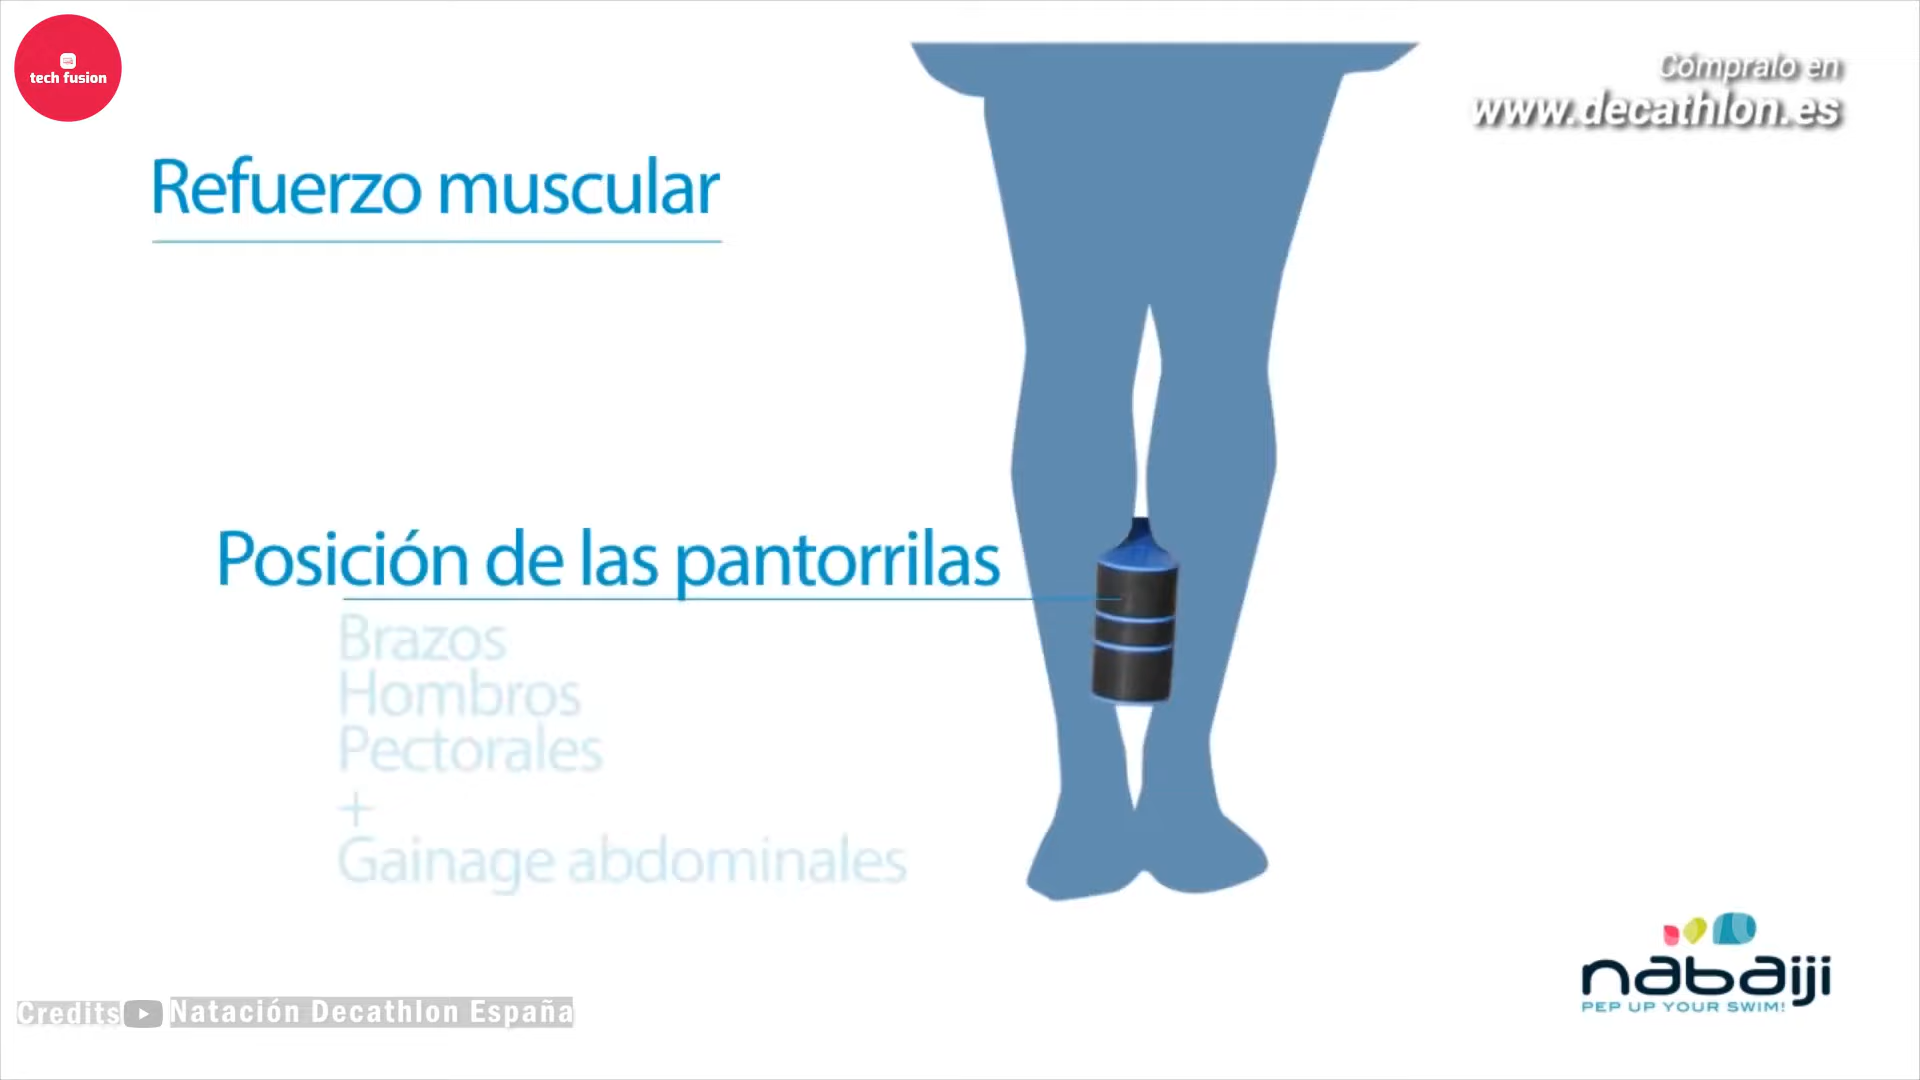 tech fusion
Cómpralo en
www.decathlon.es
Refuerzo muscular
Posición de las pantorrilas
Brazos
Hombros
Pectorales
+
Gainage abdominales
nabaiji
PEP UP YOUR SWIM!
Credits Natación Decathlon España